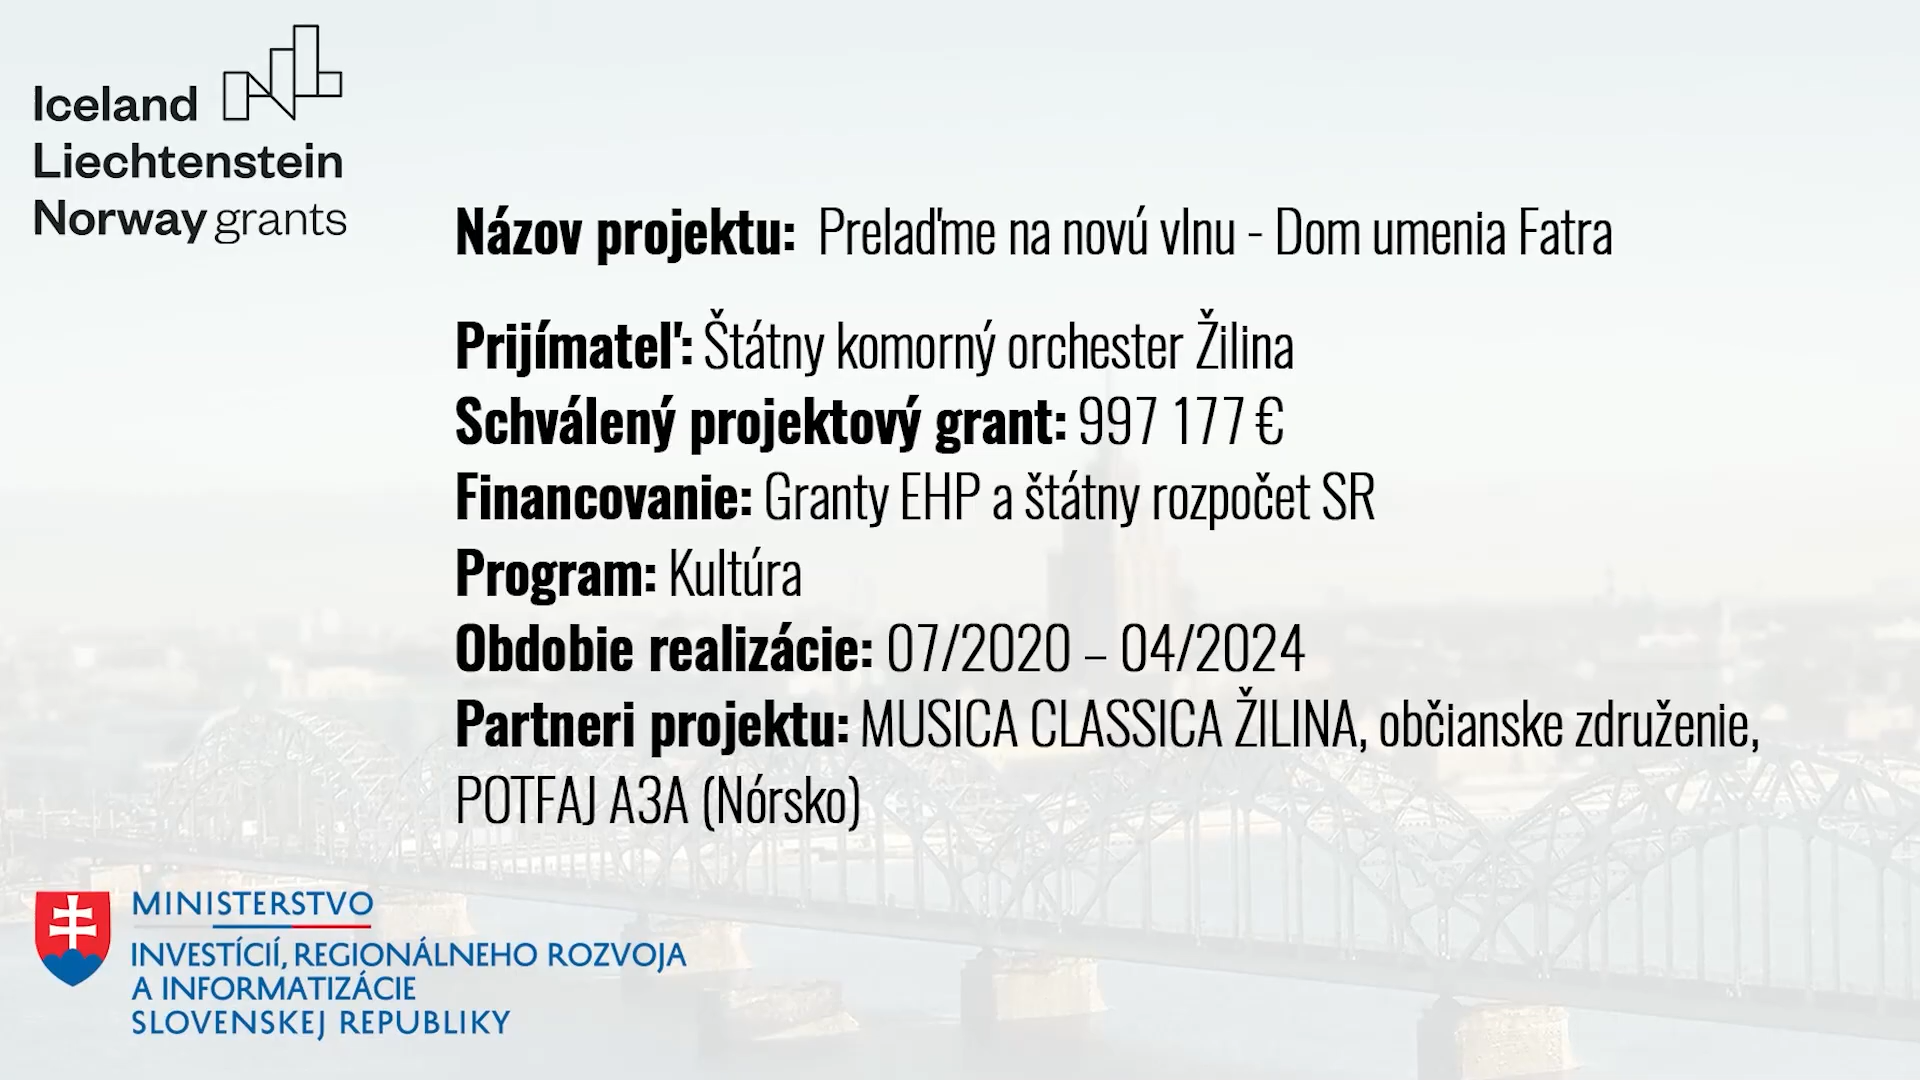 Iceland
Liechtenstein
Norway grants
Názov projektu: Prelaďme na novú vlnu - Dom umenia Fatra
Prijímateľ: Štátny komorný orchester Žilina
Schválený projektový grant: 997 177 €
Financovanie: Granty EHP a štátny rozpočet SR
Program: Kultúra
Obdobie realizácie: 07/2020 – 04/2024
Partneri projektu: MUSICA CLASSICA ŽILINA, občianske združenie,
POTFAJ A3A (Nórsko)
MINISTERSTVO
INVESTÍCIÍ, REGIONÁLNEHO ROZVOJA
A INFORMATIZÁCIE
SLOVENSKEJ REPUBLIKY